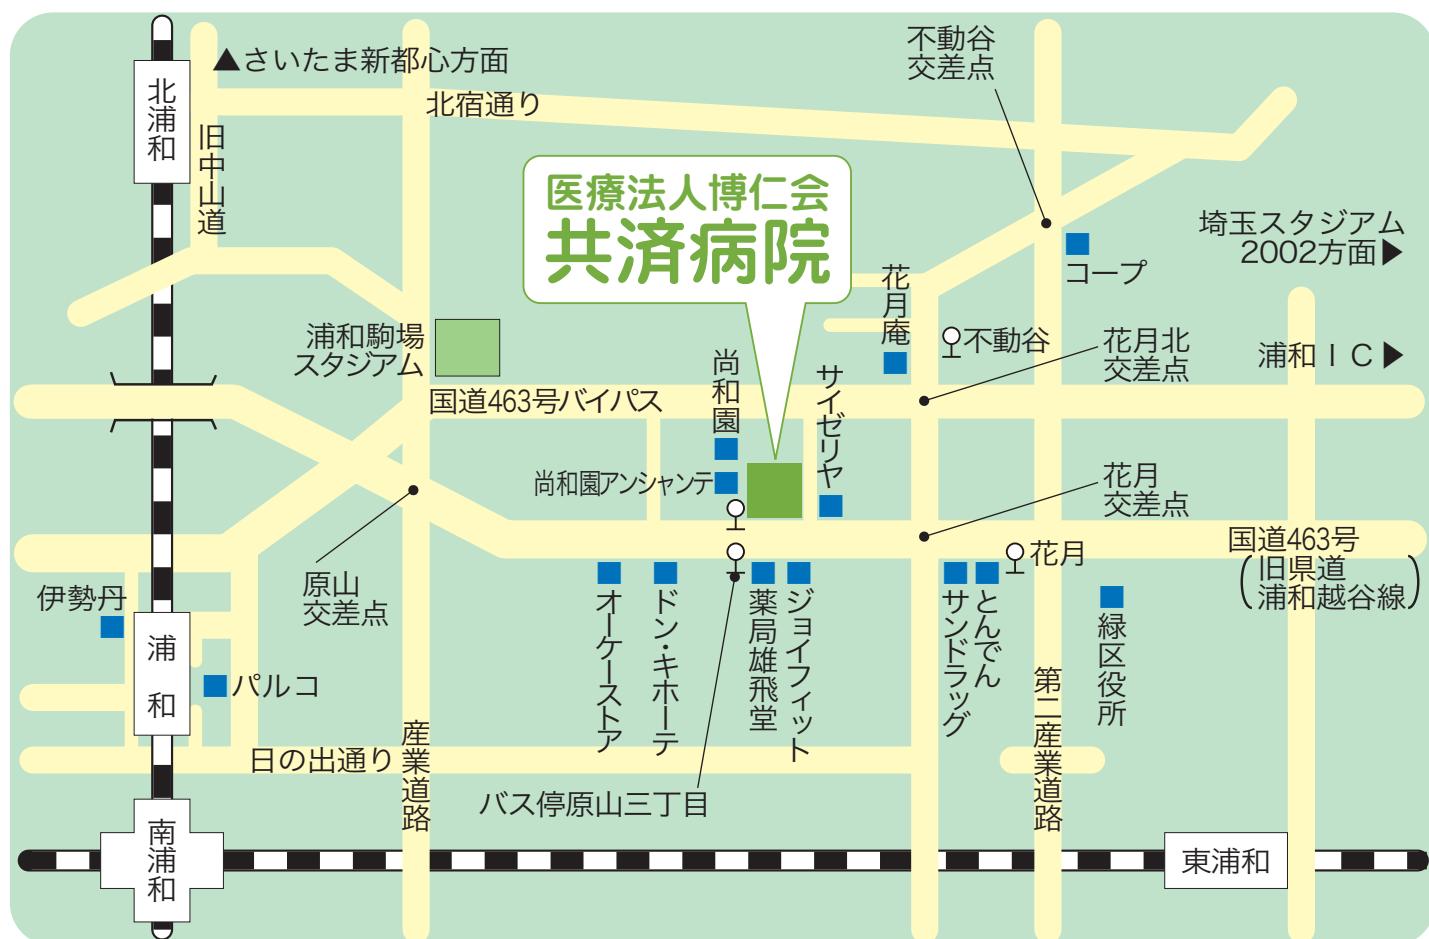 ▲さいたま新都心方面
北宿通り
不動谷
交差点
北浦和
旧中山道
医療法人博仁会
共済病院
埼玉スタジアム
2002方面▶
コープ
花月庵
不動谷
浦和駒場
スタジアム
花月北
交差点
浦和IC▶
尚和園
サイゼリヤ
国道463号バイパス
尚和園アンシャンテ
花月
交差点
国道463号
(旧県道
浦和越谷線)
花月
原山
交差点
伊勢丹
浦和
パルコ
オーケーストア
ドン・キホーテ
薬局雄飛堂
ジョイフィット
サンドラッグ
とんでん
緑区役所
第二産業道路
産業道路
日の出通り
バス停原山三丁目
南浦和
東浦和